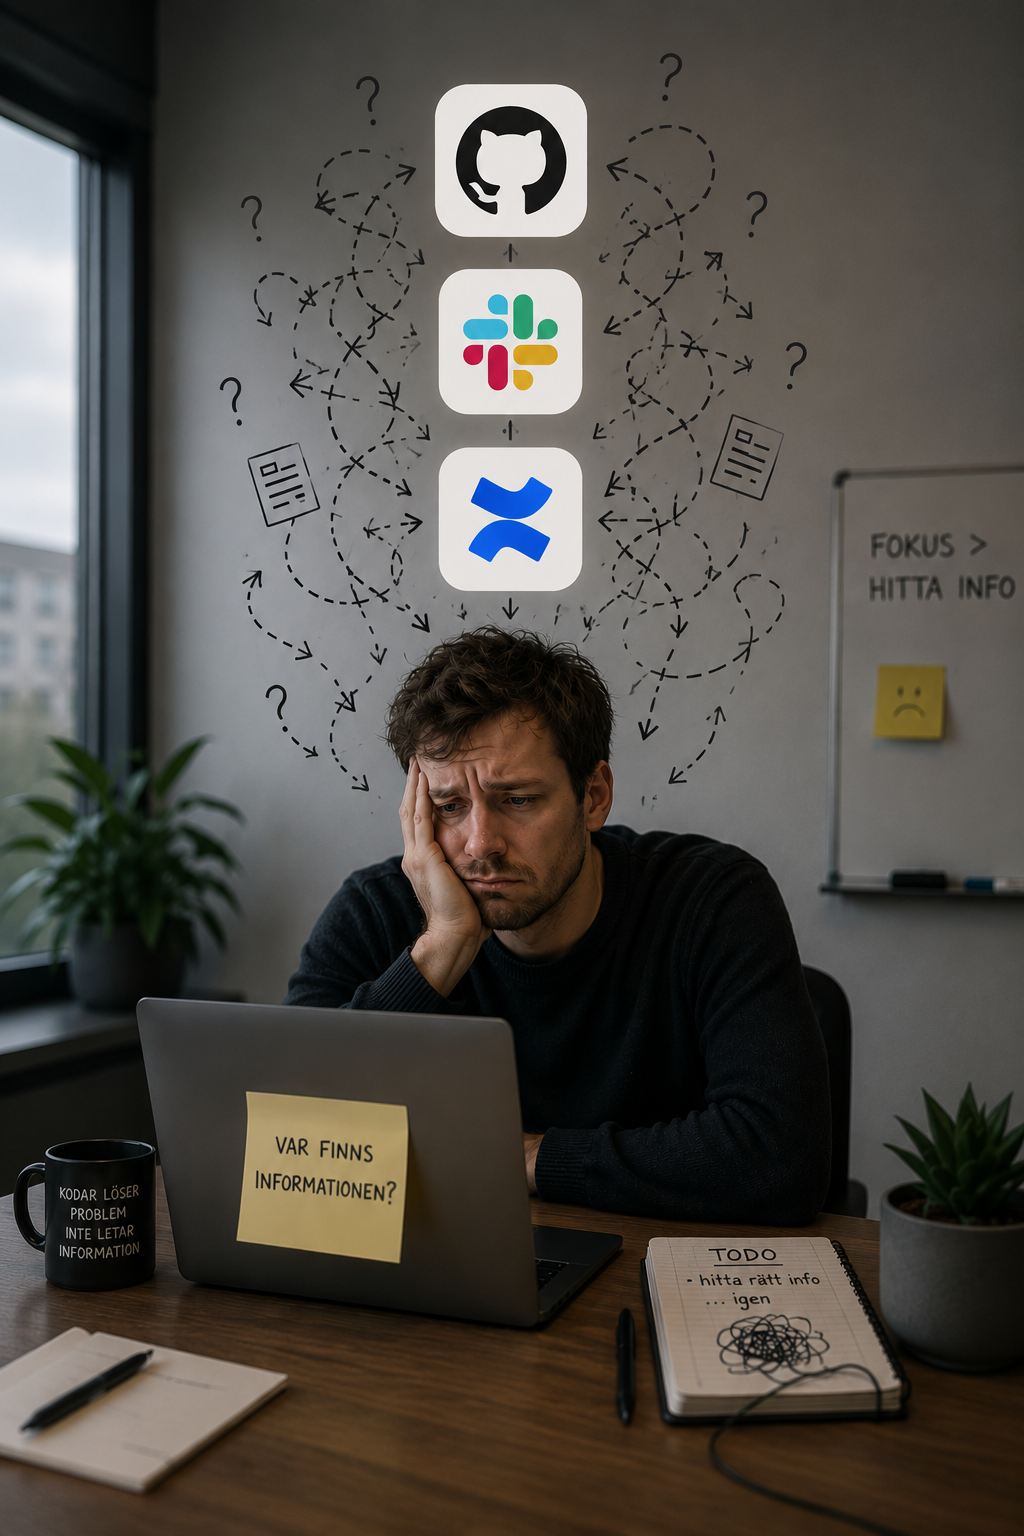 ?
?
?
?
?
?
?
FOKUS >
HITTA INFO
VAR FINNS
INFORMATIONEN?
KODAR LÖSER
PROBLEM
INTE LETAR
INFORMATION
TODO
- hitta rätt info
... igen